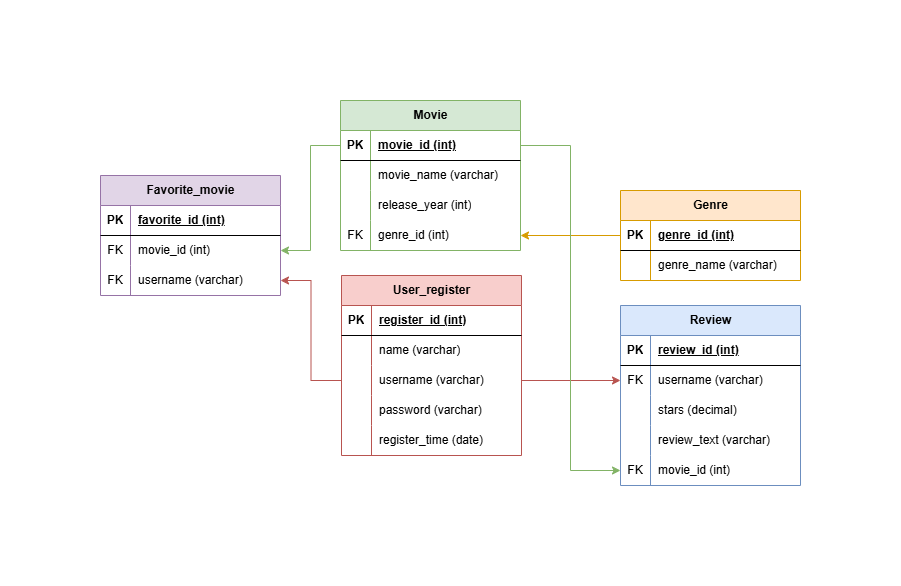 Movie
PK movie_id (int)
movie_name (varchar)
release_year (int)
FK genre_id (int)
Favorite_movie
PK favorite_id (int)
FK movie_id (int)
FK username (varchar)
Genre
PK genre_id (int)
genre_name (varchar)
User_register
PK register_id (int)
name (varchar)
username (varchar)
password (varchar)
register_time (date)
Review
PK review_id (int)
FK username (varchar)
stars (decimal)
review_text (varchar)
FK movie_id (int)